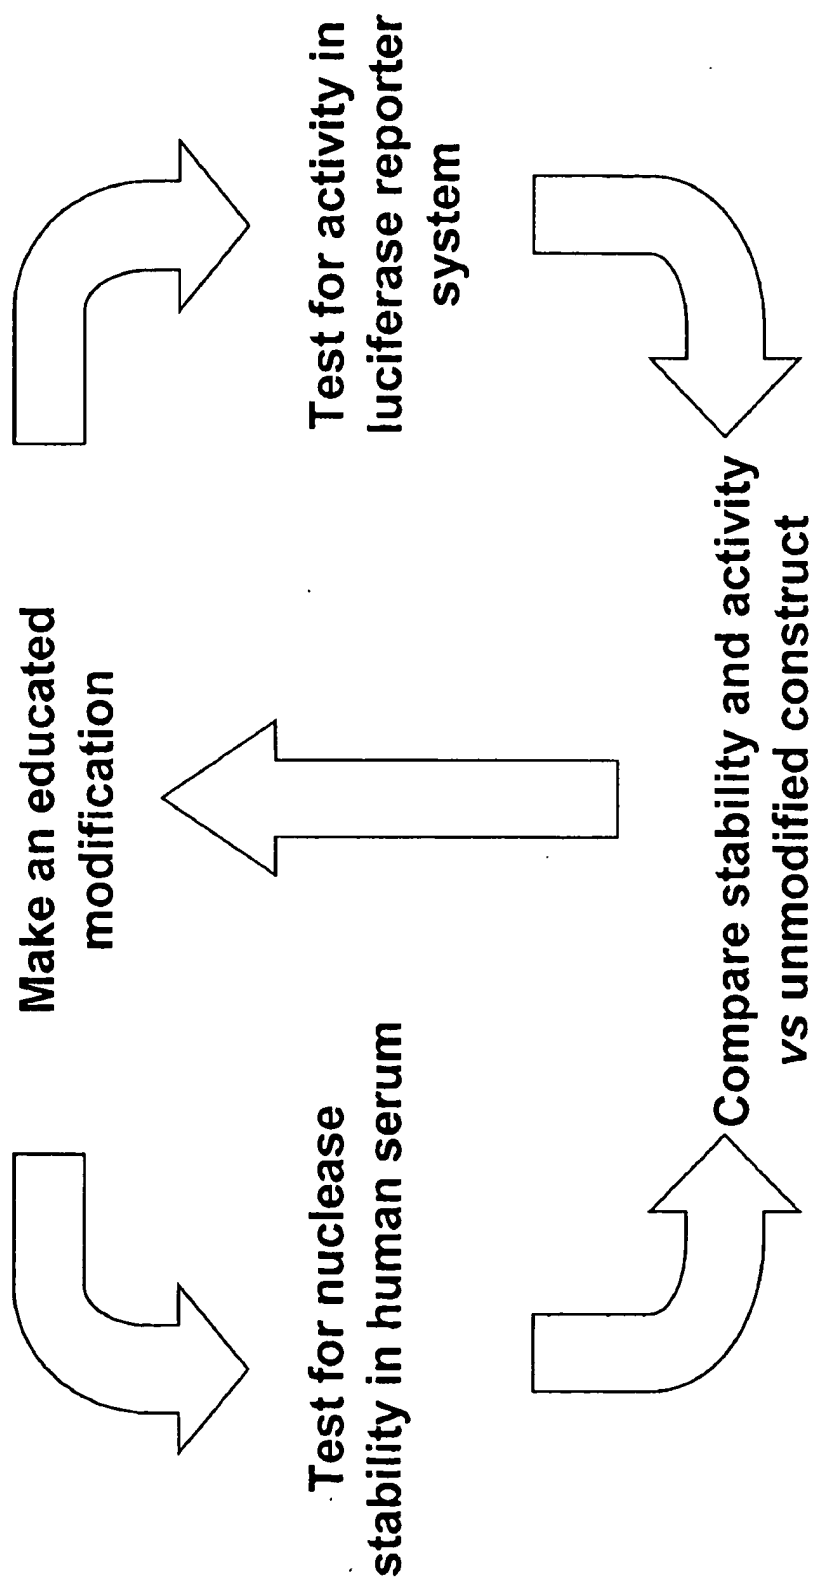 Make an educated
modification
Test for nuclease
stability in human serum
Test for activity in
luciferase reporter
system
Compare stability and activity
vs unmodified construct